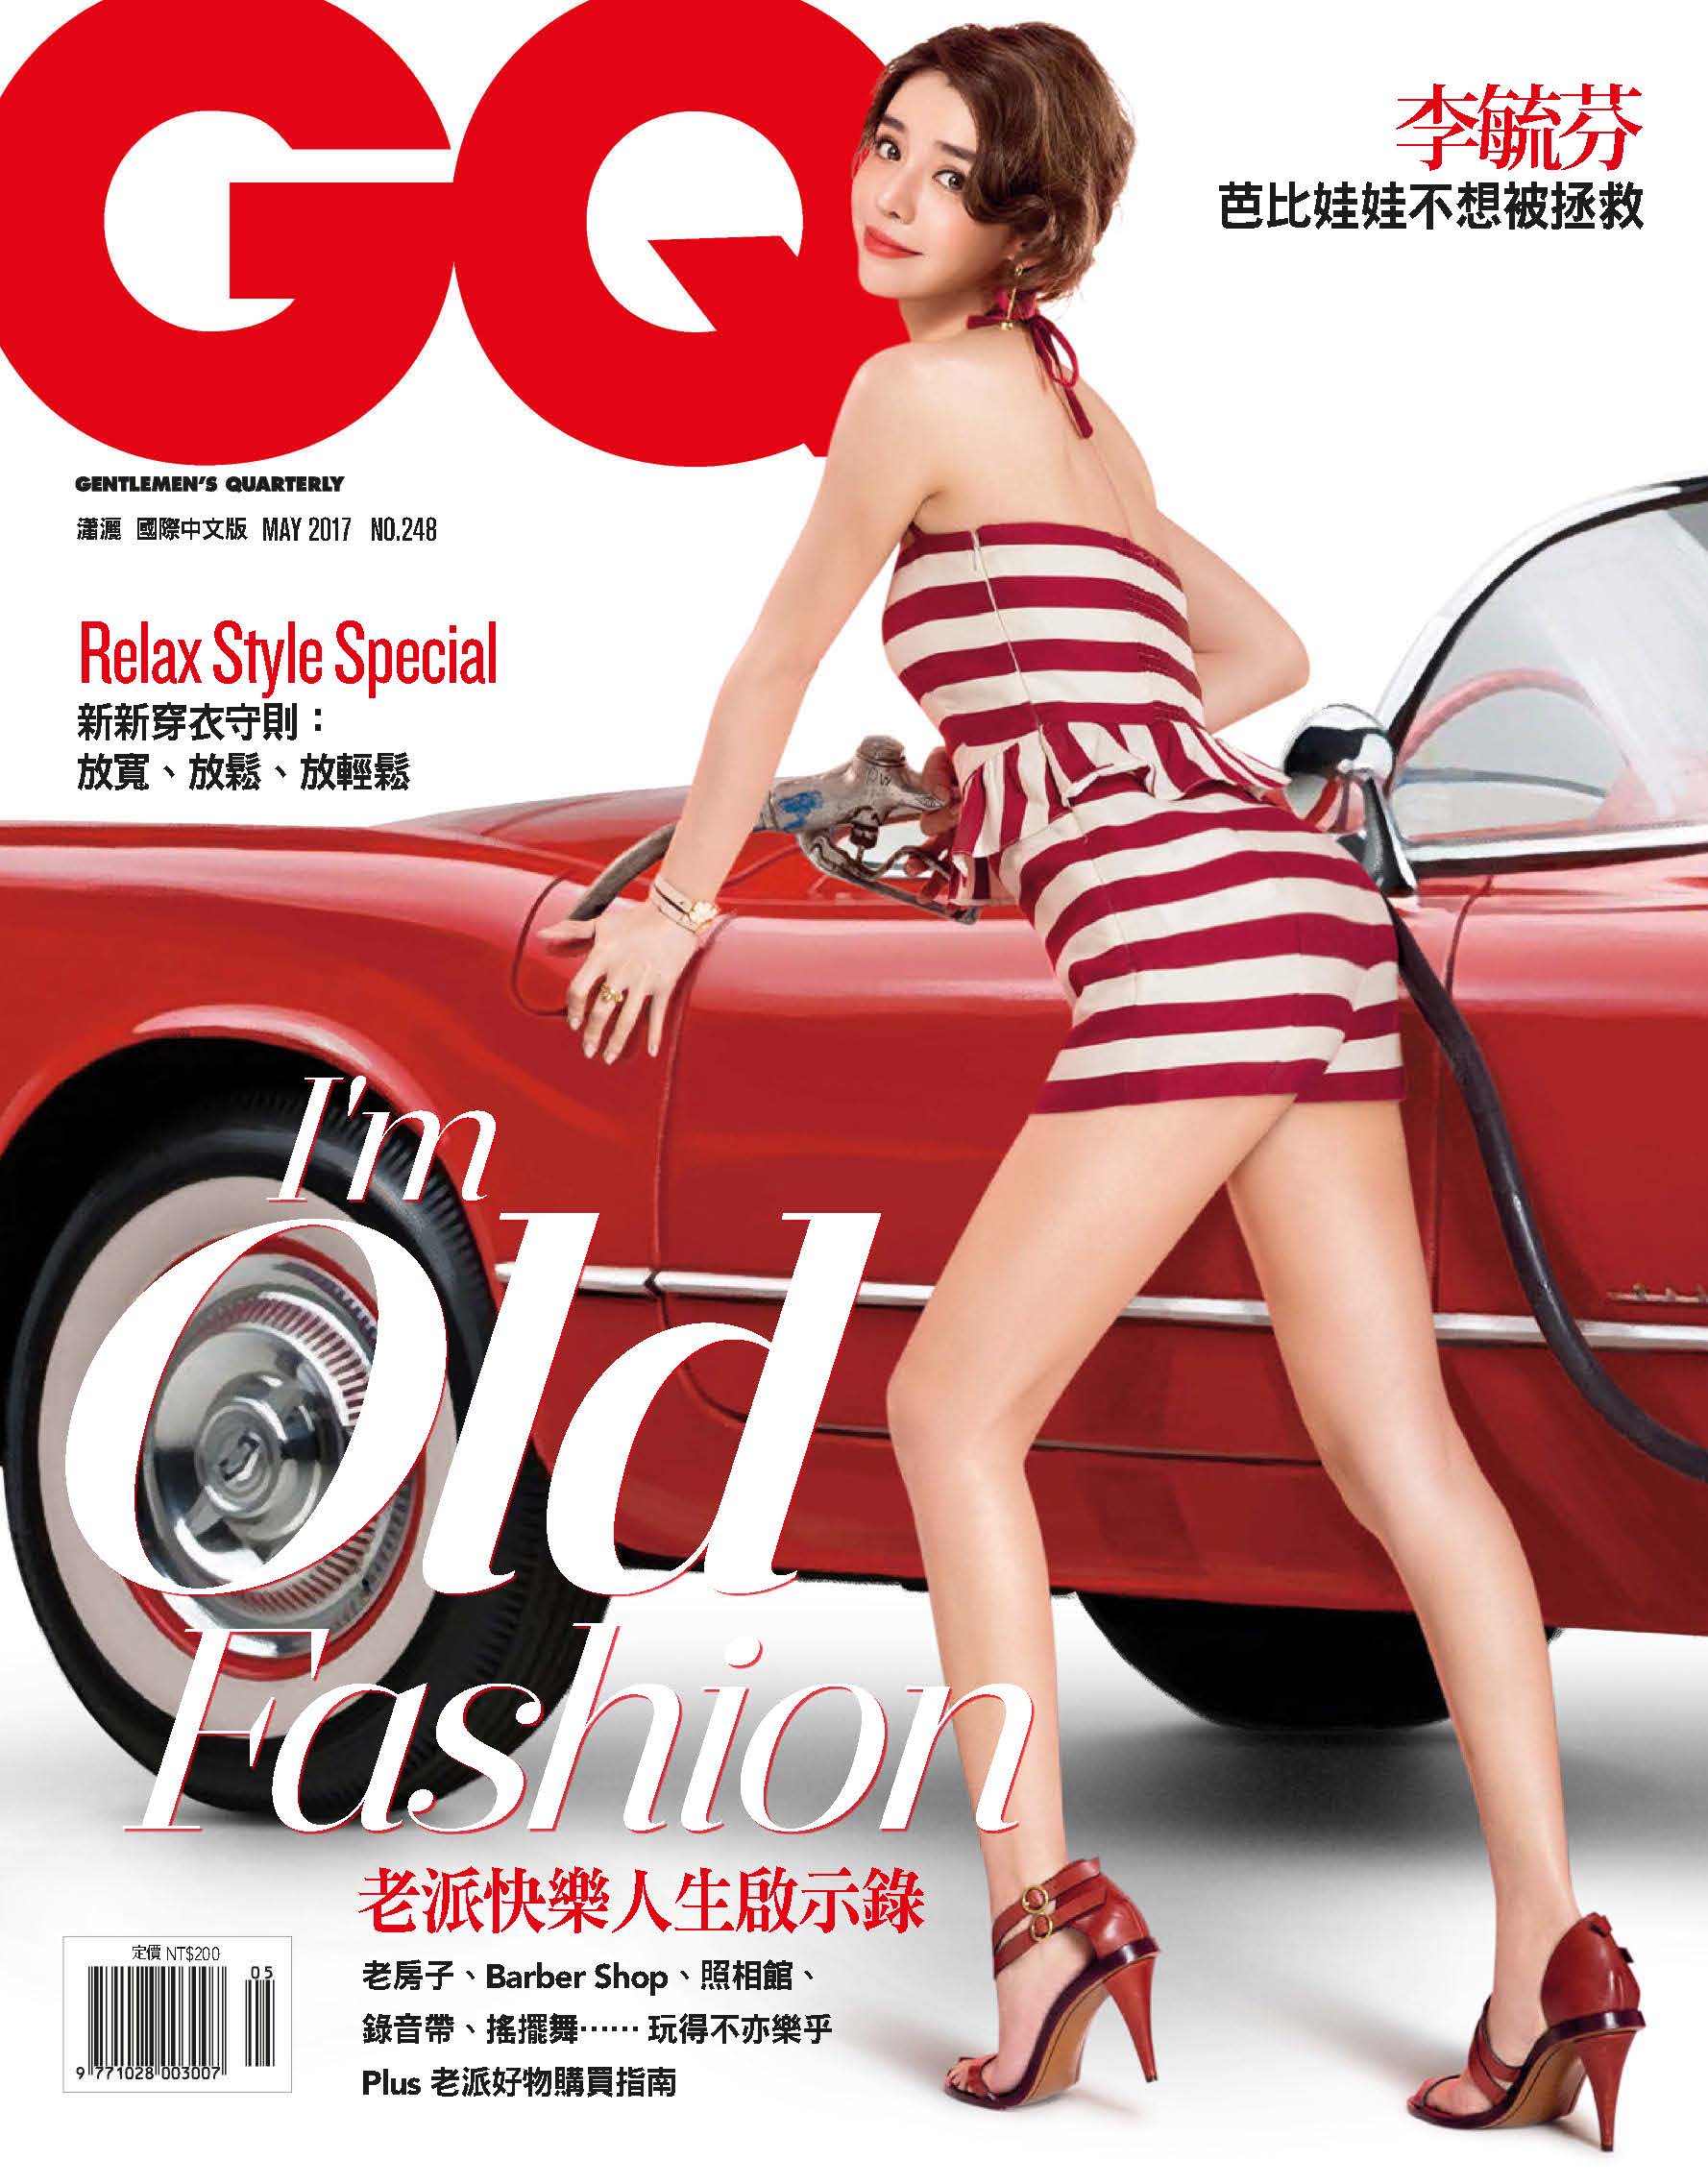 GQ
GENTLEMEN'S QUARTERLY
瀟灑 國際中文版 MAY 2017 NO.248
李毓芬
芭比娃娃不想被拯救
Relax Style Special
新新穿衣守則：
放寬、放鬆、放輕鬆
I'm
Old
Fashion
老派快樂人生啟示錄
老房子、Barber Shop、照相館、
錄音帶、搖擺舞…… 玩得不亦樂乎
Plus 老派好物購買指南
定價 NT$200
05
9 771028 003007